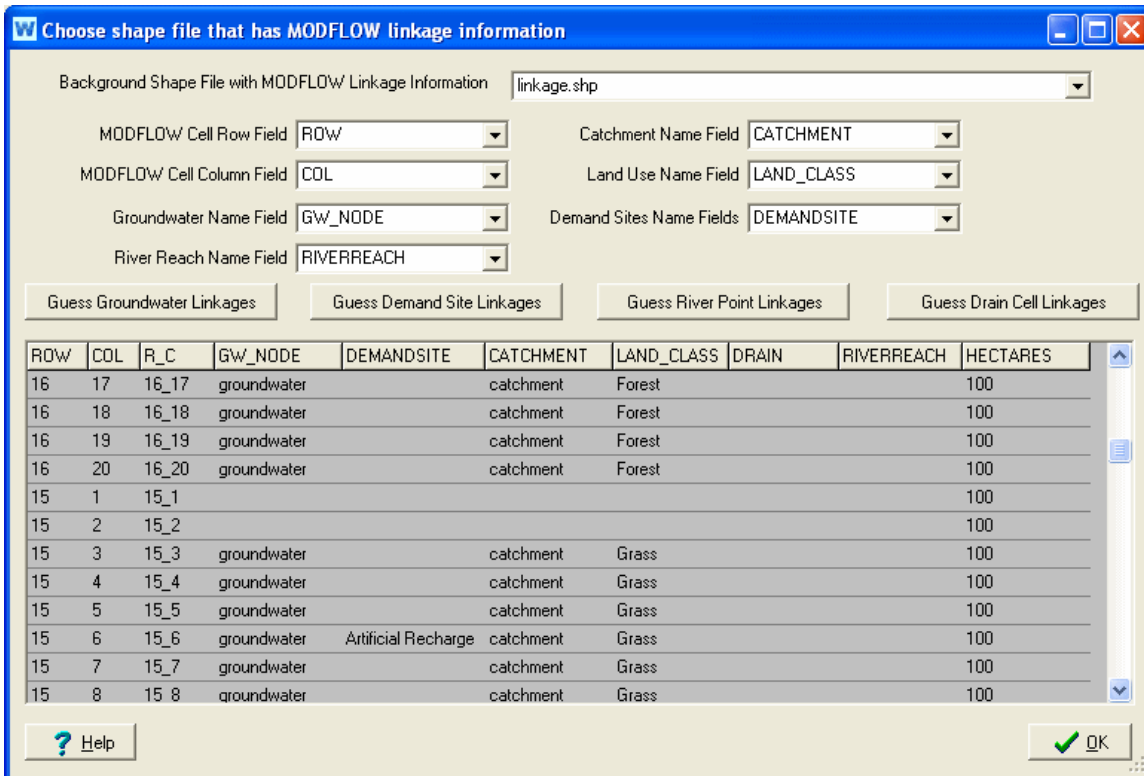 Choose shape file that has MODFLOW linkage information
Background Shape File with MODFLOW Linkage Information linkage.shp
MODFLOW Cell Row Field ROW Catchment Name Field CATCHMENT
MODFLOW Cell Column Field COL Land Use Name Field LAND_CLASS
Groundwater Name Field GW_NODE Demand Sites Name Fields DEMANDSITE
River Reach Name Field RIVERREACH
Guess Groundwater Linkages Guess Demand Site Linkages Guess River Point Linkages Guess Drain Cell Linkages
ROW COL R_C GW_NODE DEMANDSITE CATCHMENT LAND_CLASS DRAIN RIVERREACH HECTARES
16 17 16_17 groundwater catchment Forest 100
16 18 16_18 groundwater catchment Forest 100
16 19 16_19 groundwater catchment Forest 100
16 20 16_20 groundwater catchment Forest 100
15 1 15_1 100
15 2 15_2 100
15 3 15_3 groundwater catchment Grass 100
15 4 15_4 groundwater catchment Grass 100
15 5 15_5 groundwater catchment Grass 100
15 6 15_6 groundwater Artificial Recharge catchment Grass 100
15 7 15_7 groundwater catchment Grass 100
15 8 15_8 groundwater catchment Grass 100
? Help OK